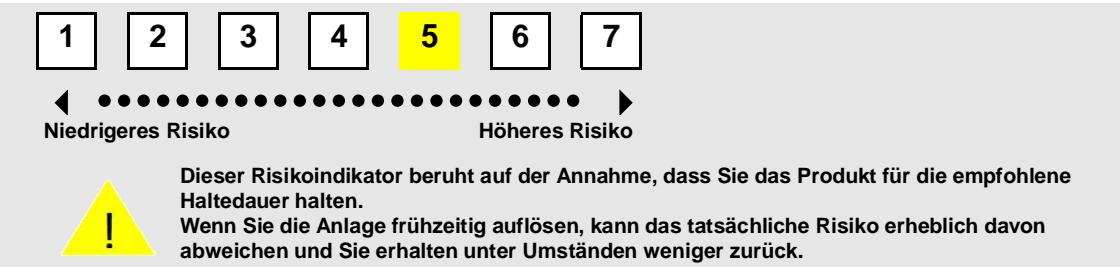 1 2 3 4 5 6 7
Niedrigeres Risiko Höheres Risiko
Dieser Risikoindikator beruht auf der Annahme, dass Sie das Produkt für die empfohlene
Haltedauer halten.
Wenn Sie die Anlage frühzeitig auflösen, kann das tatsächliche Risiko erheblich davon
abweichen und Sie erhalten unter Umständen weniger zurück.
!